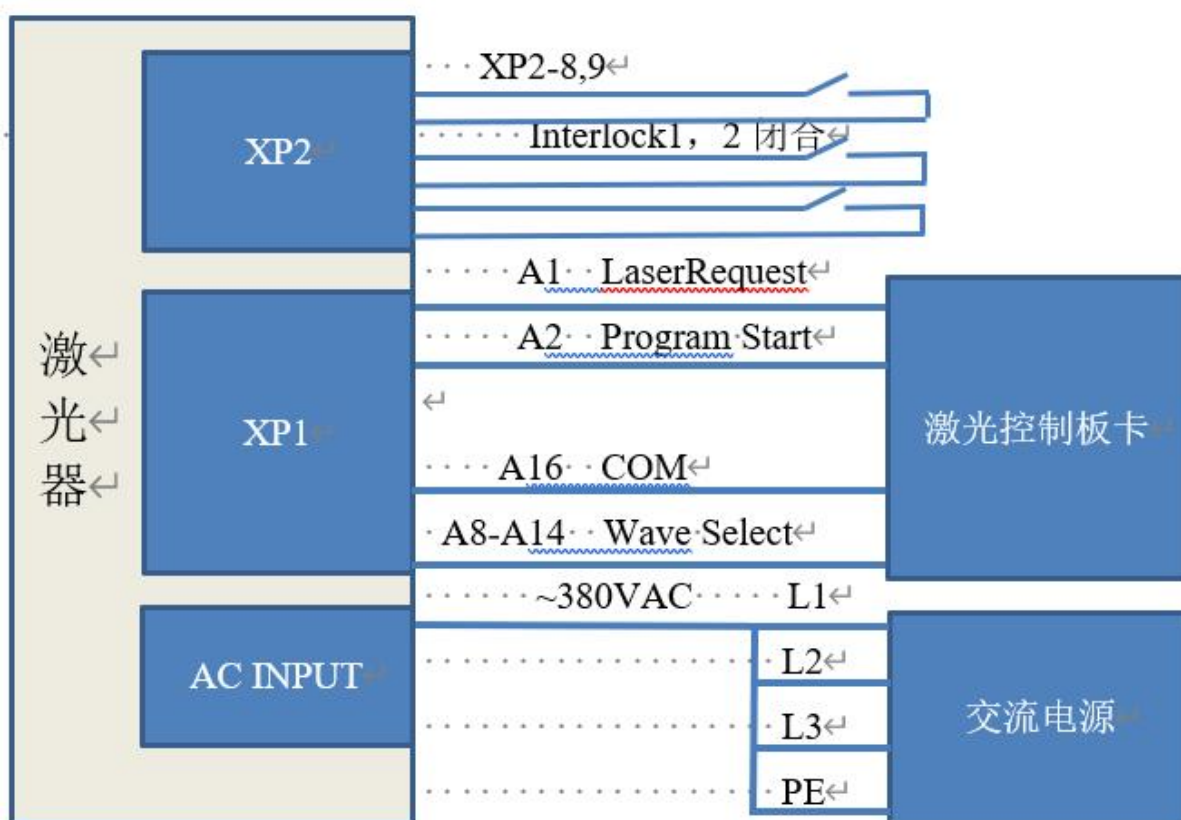 XP2-8,9
Interlock1，2 闭合
XP2
A1 LaserRequest
A2 Program Start
激
光
器
XP1
激光控制板卡
A16 COM
A8-A14 Wave Select
~380VAC L1
AC INPUT
L2
L3
交流电源
PE